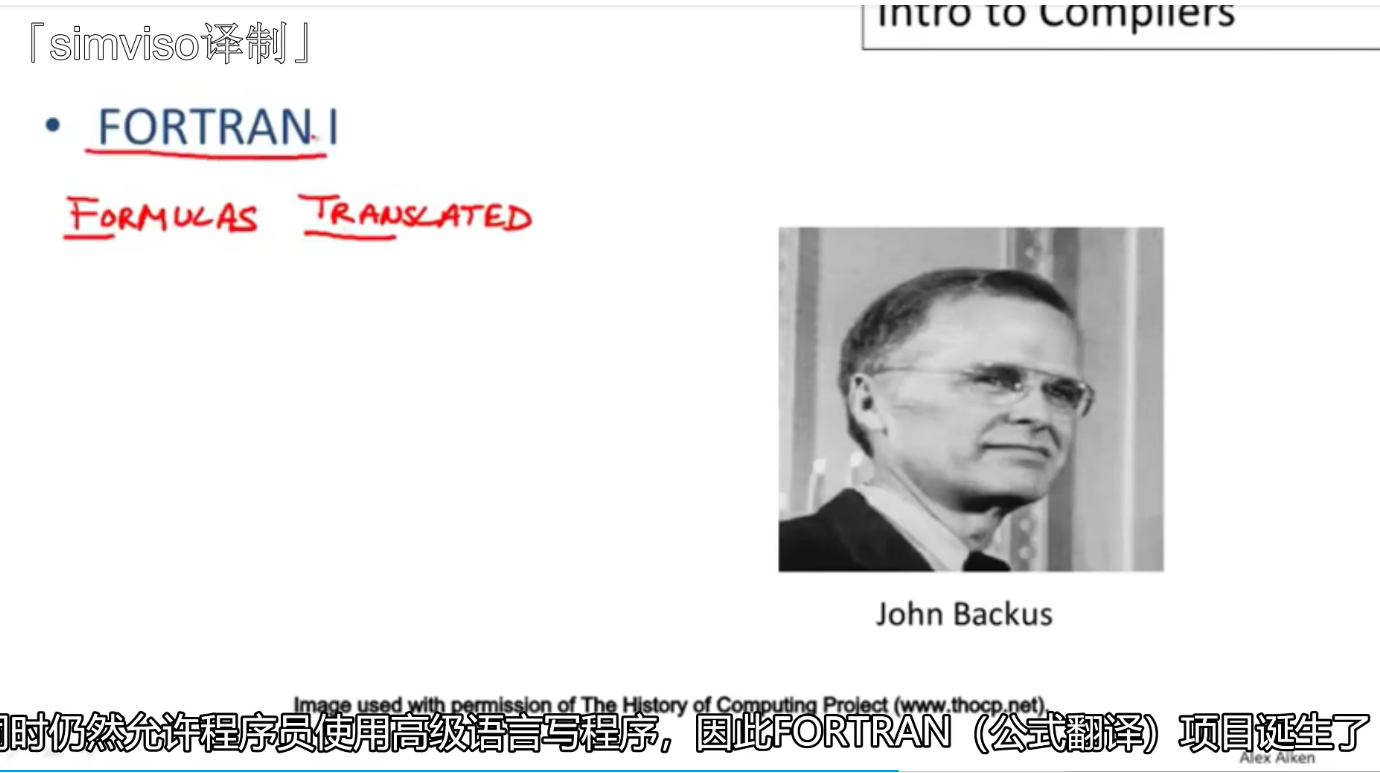 Intro to Compilers
「simviso译制」
• FORTRAN I
FORMULAS TRANSLATED
John Backus
Image used with permission of The History of Computing Project (www.thocp.net).
时仍然允许程序员使用高级语言写程序，因此FORTRAN（公式翻译）项目诞生了
Alex Aiken